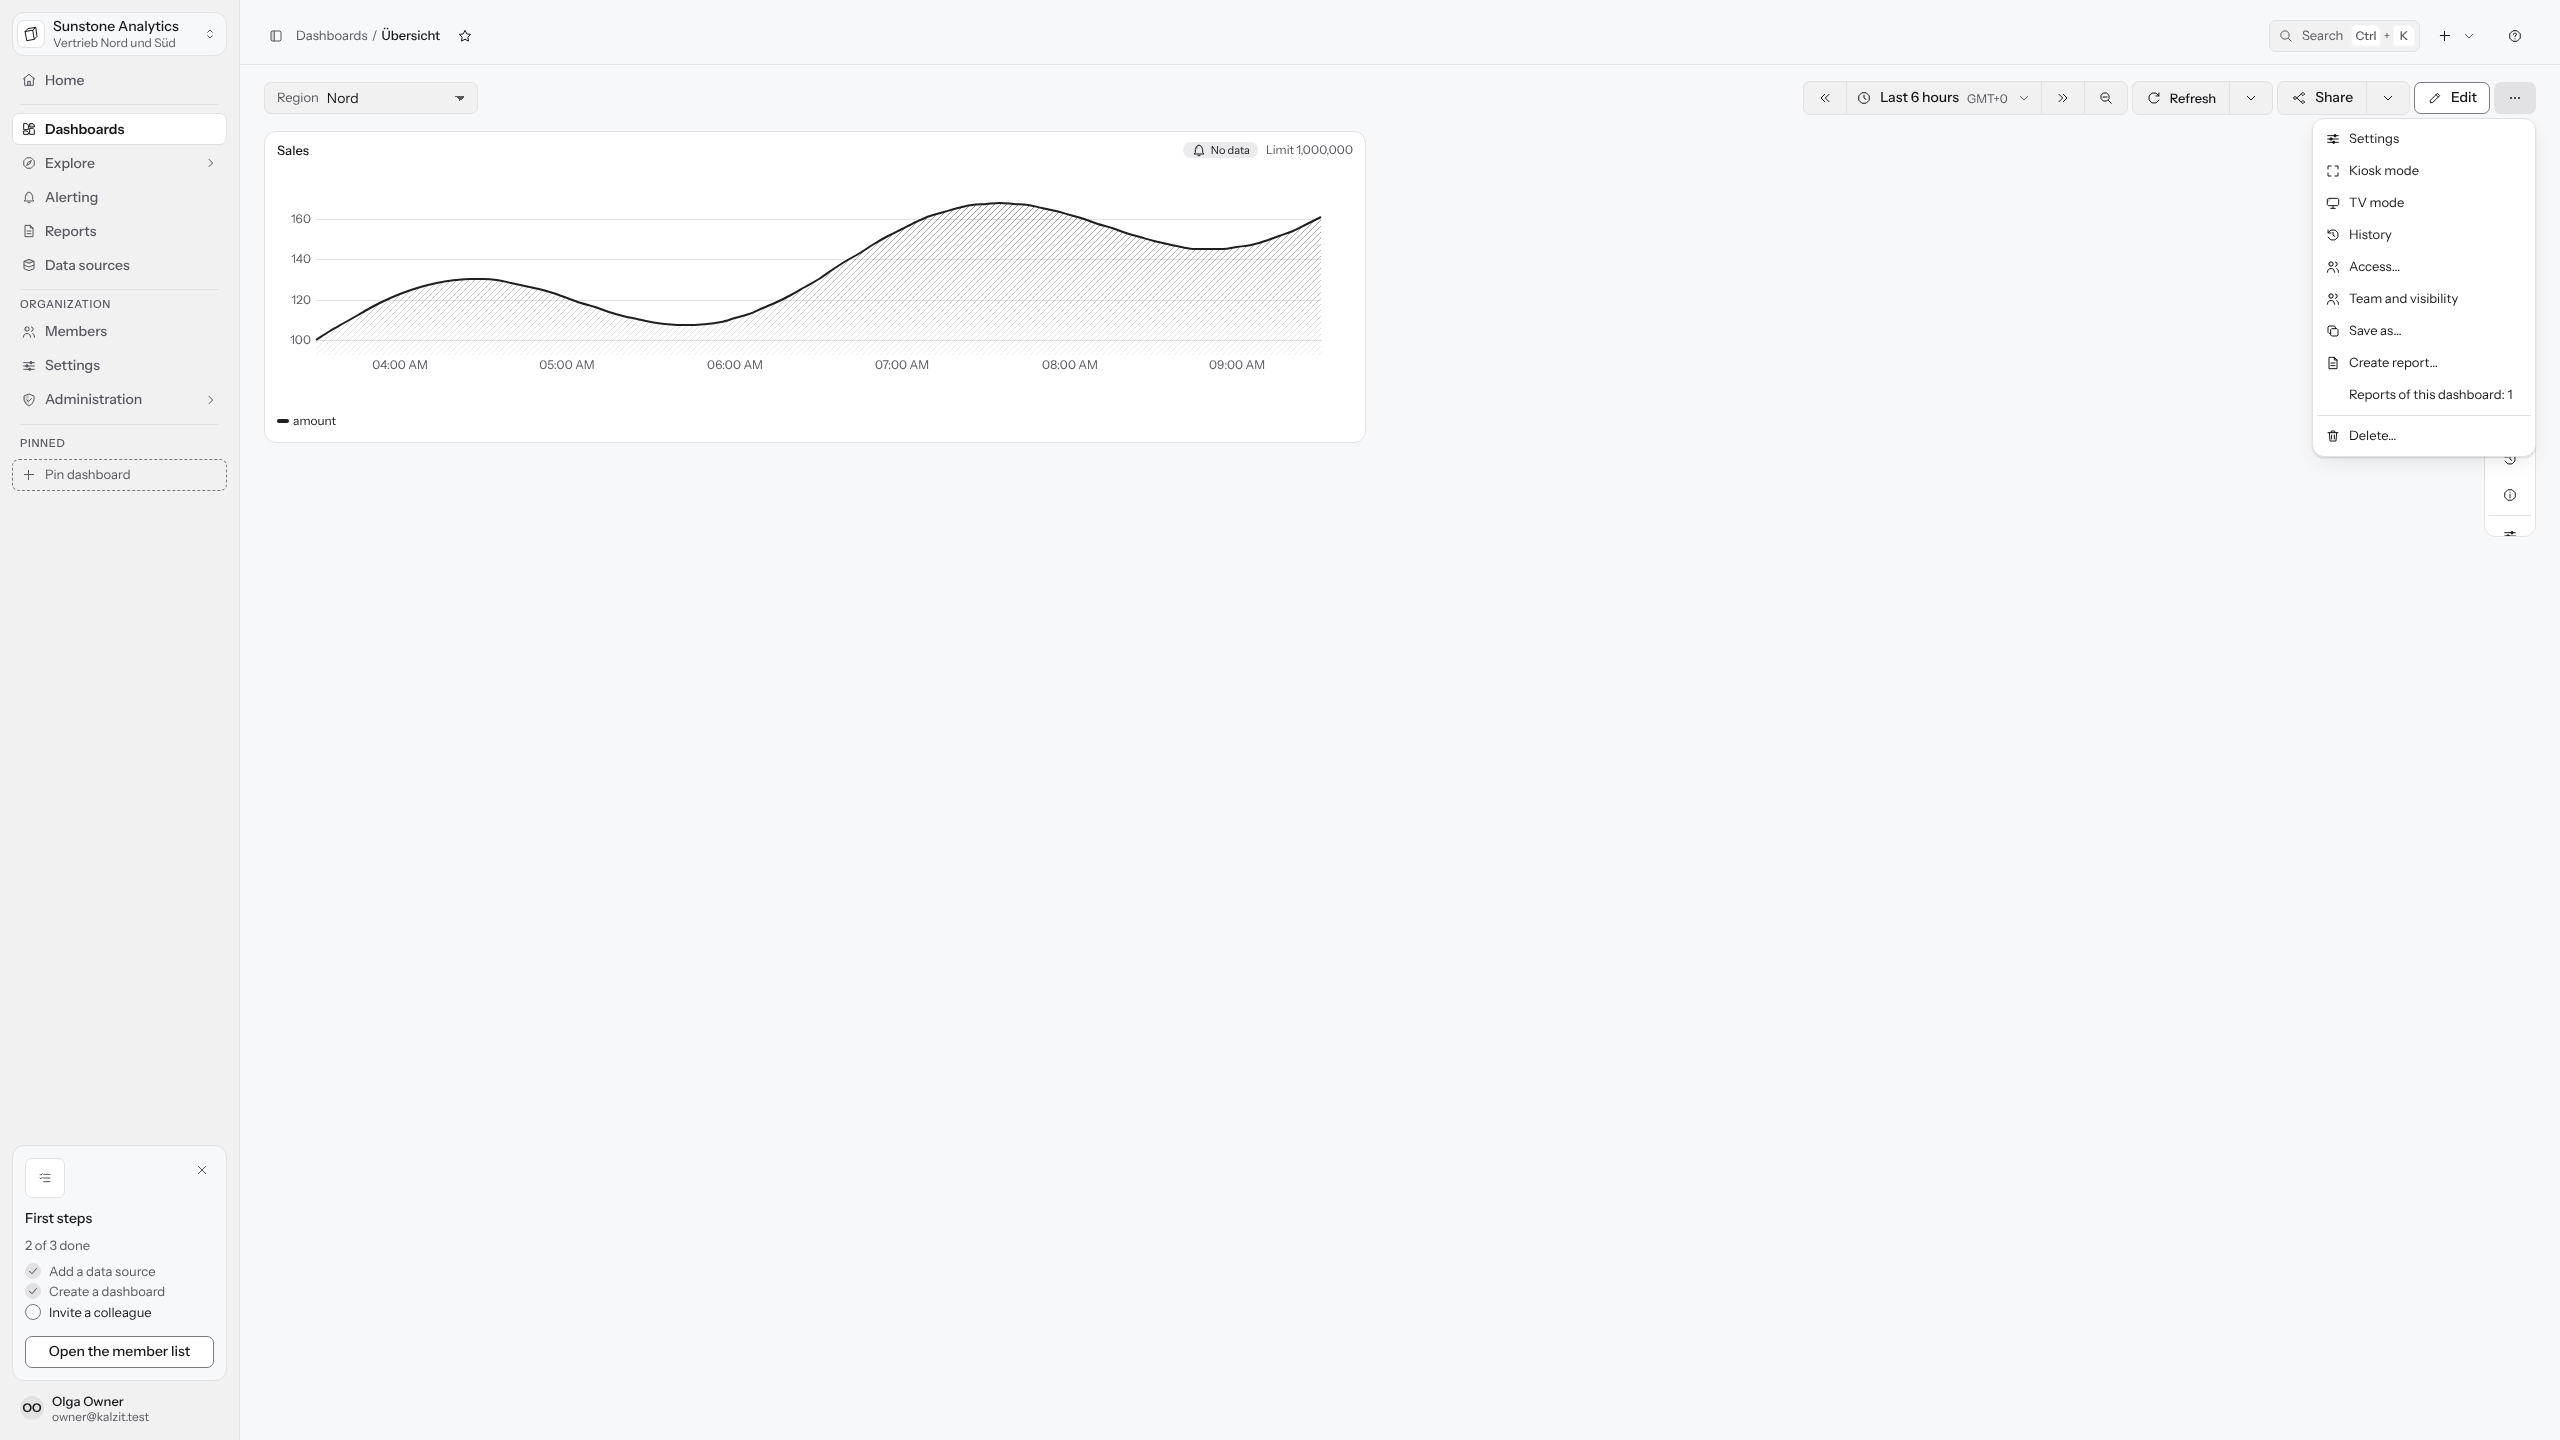 Sunstone Analytics
Vertrieb Nord und Süd
Home
Dashboards
Explore
Alerting
Reports
Data sources
ORGANIZATION
Members
Settings
Administration
PINNED
Pin dashboard
First steps
2 of 3 done
Add a data source
Create a dashboard
Invite a colleague
Open the member list
OO
Olga Owner
owner@kalzit.test
Dashboards / Übersicht
Search Ctrl + K
Region Nord
Last 6 hours GMT+0
Refresh
Share
Edit
Sales
No data
Limit 1,000,000
160
140
120
100
04:00 AM 05:00 AM 06:00 AM 07:00 AM 08:00 AM 09:00 AM
amount
Settings
Kiosk mode
TV mode
History
Access...
Team and visibility
Save as...
Create report...
Reports of this dashboard: 1
Delete...